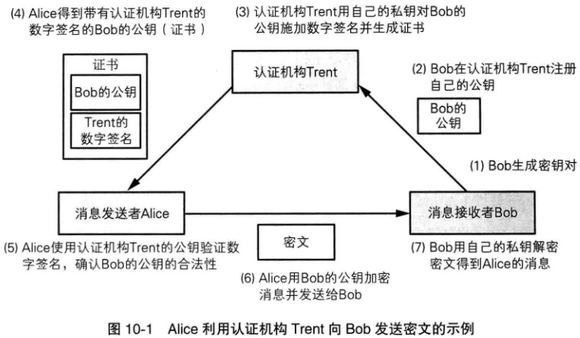 (4) Alice得到带有认证机构Trent的
数字签名的Bob的公钥（证书）
(3) 认证机构Trent用自己的私钥对Bob的
公钥施加数字签名并生成证书
证书
Bob的公钥
Trent的
数字签名
认证机构Trent
(2) Bob在认证机构Trent注册
自己的公钥
Bob的
公钥
(1) Bob生成密钥对
消息发送者Alice
消息接收者Bob
(5) Alice使用认证机构Trent的公钥验证数
字签名，确认Bob的公钥的合法性
密文
(6) Alice用Bob的公钥加密
消息并发送给Bob
(7) Bob用自己的私钥解密
密文得到Alice的消息
图 10-1 Alice 利用认证机构 Trent 向 Bob 发送密文的示例